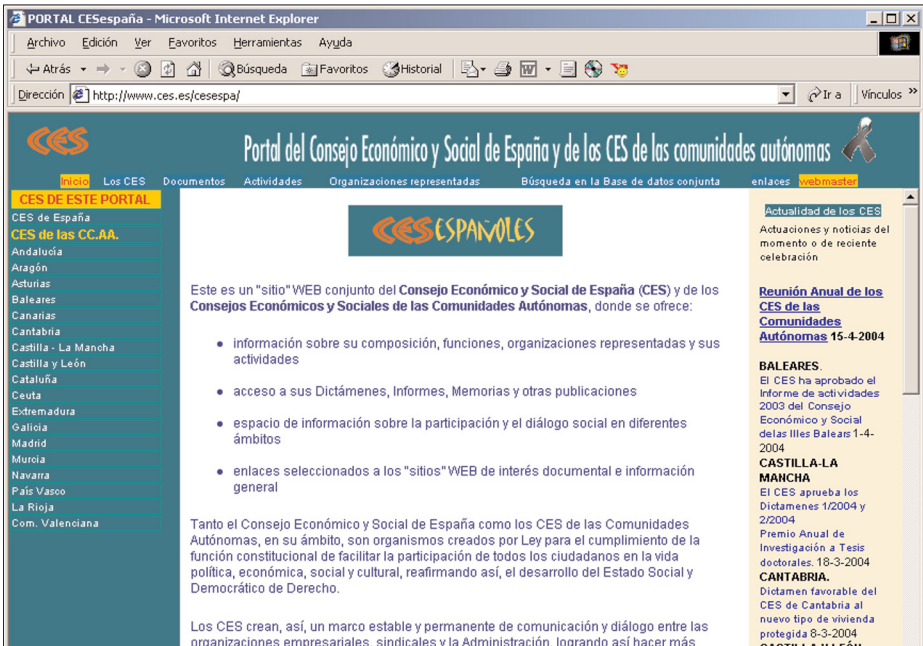 PORTAL CESespaña - Microsoft Internet Explorer
Archivo Edición Ver Favoritos Herramientas Ayuda
Atrás Búsqueda Favoritos Historial
Dirección http://www.ces.es/cesespa/ Ir a Vínculos »
CES
Portal del Consejo Económico y Social de España y de los CES de las comunidades autónomas
Inicio Los CES Documentos Actividades Organizaciones representadas Búsqueda en la Base de datos conjunta enlaces webmaster
CES DE ESTE PORTAL
CES de España
CES de las CC.AA.
Andalucía
Aragón
Asturias
Baleares
Canarias
Cantabria
Castilla - La Mancha
Castilla y León
Cataluña
Ceuta
Extremadura
Galicia
Madrid
Murcia
Navarra
País Vasco
La Rioja
Com. Valenciana
CES ESPAÑOLES
Este es un "sitio" WEB conjunto del Consejo Económico y Social de España (CES) y de los
Consejos Económicos y Sociales de las Comunidades Autónomas, donde se ofrece:
• información sobre su composición, funciones, organizaciones representadas y sus
actividades
• acceso a sus Dictámenes, Informes, Memorias y otras publicaciones
• espacio de información sobre la participación y el diálogo social en diferentes
ámbitos
• enlaces seleccionados a los "sitios" WEB de interés documental e información
general
Tanto el Consejo Económico y Social de España como los CES de las Comunidades
Autónomas, en su ámbito, son organismos creados por Ley para el cumplimiento de la
función constitucional de facilitar la participación de todos los ciudadanos en la vida
política, económica, social y cultural, reafirmando así, el desarrollo del Estado Social y
Democrático de Derecho.
Los CES crean, así, un marco estable y permanente de comunicación y diálogo entre las
organizaciones empresariales, sindicales y la Administración, logrando así hacer más
Actualidad de los CES
Actuaciones y noticias del
momento o de reciente
celebración
Reunión Anual de los
CES de las
Comunidades
Autónomas 15-4-2004
BALEARES.
El CES ha aprobado el
Informe de actividades
2003 del Consejo
Económico y Social
delas Illes Balears 1-4-
2004
CASTILLA-LA
MANCHA
El CES aprueba los
Dictamenes 1/2004 y
2/2004
Premio Anual de
Investigación a Tesis
doctorales. 18-3-2004
CANTABRIA.
Dictamen favorable del
CES de Cantabria al
nuevo tipo de vivienda
protegida 8-3-2004
CASTILLA Y LEÓN